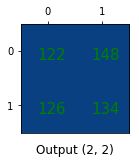 0 1
0 122 148
1 126 134
Output (2, 2)